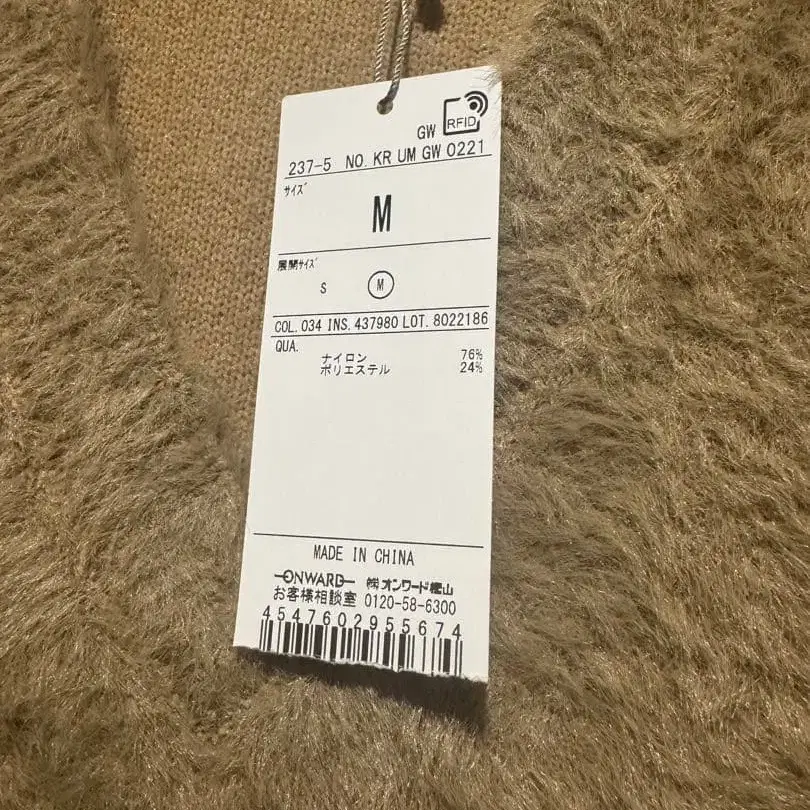 GW RFID
237-5 NO. KR UM GW 0221
サイズ
M
展開サイズ
S M
COL. 034 INS. 437980 LOT. 8022186
QUA.
ナイロン 76%
ポリエステル 24%
MADE IN CHINA
ONWARD ㈱オンワード樫山
お客様相談室 0120-58-6300
4547602955674